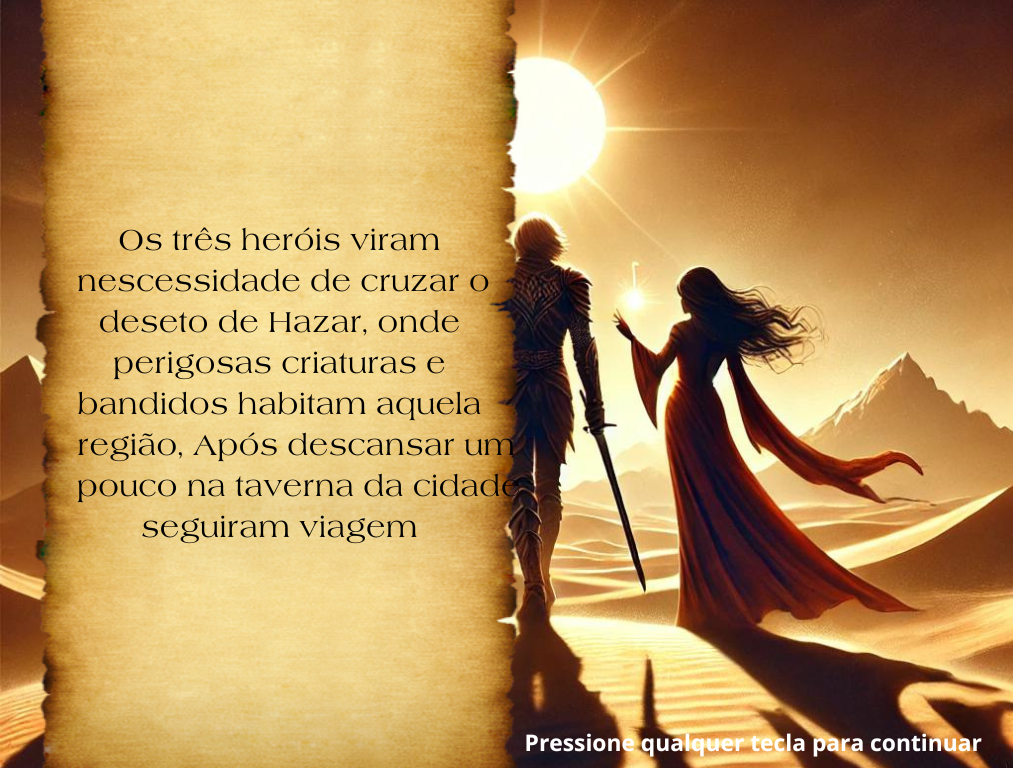 Os três heróis viram
nescessidade de cruzar o
deseto de Hazar, onde
perigosas criaturas e
bandidos habitam aquela
região, Após descansar um
pouco na taverna da cidade
seguiram viagem
Pressione qualquer tecla para continuar